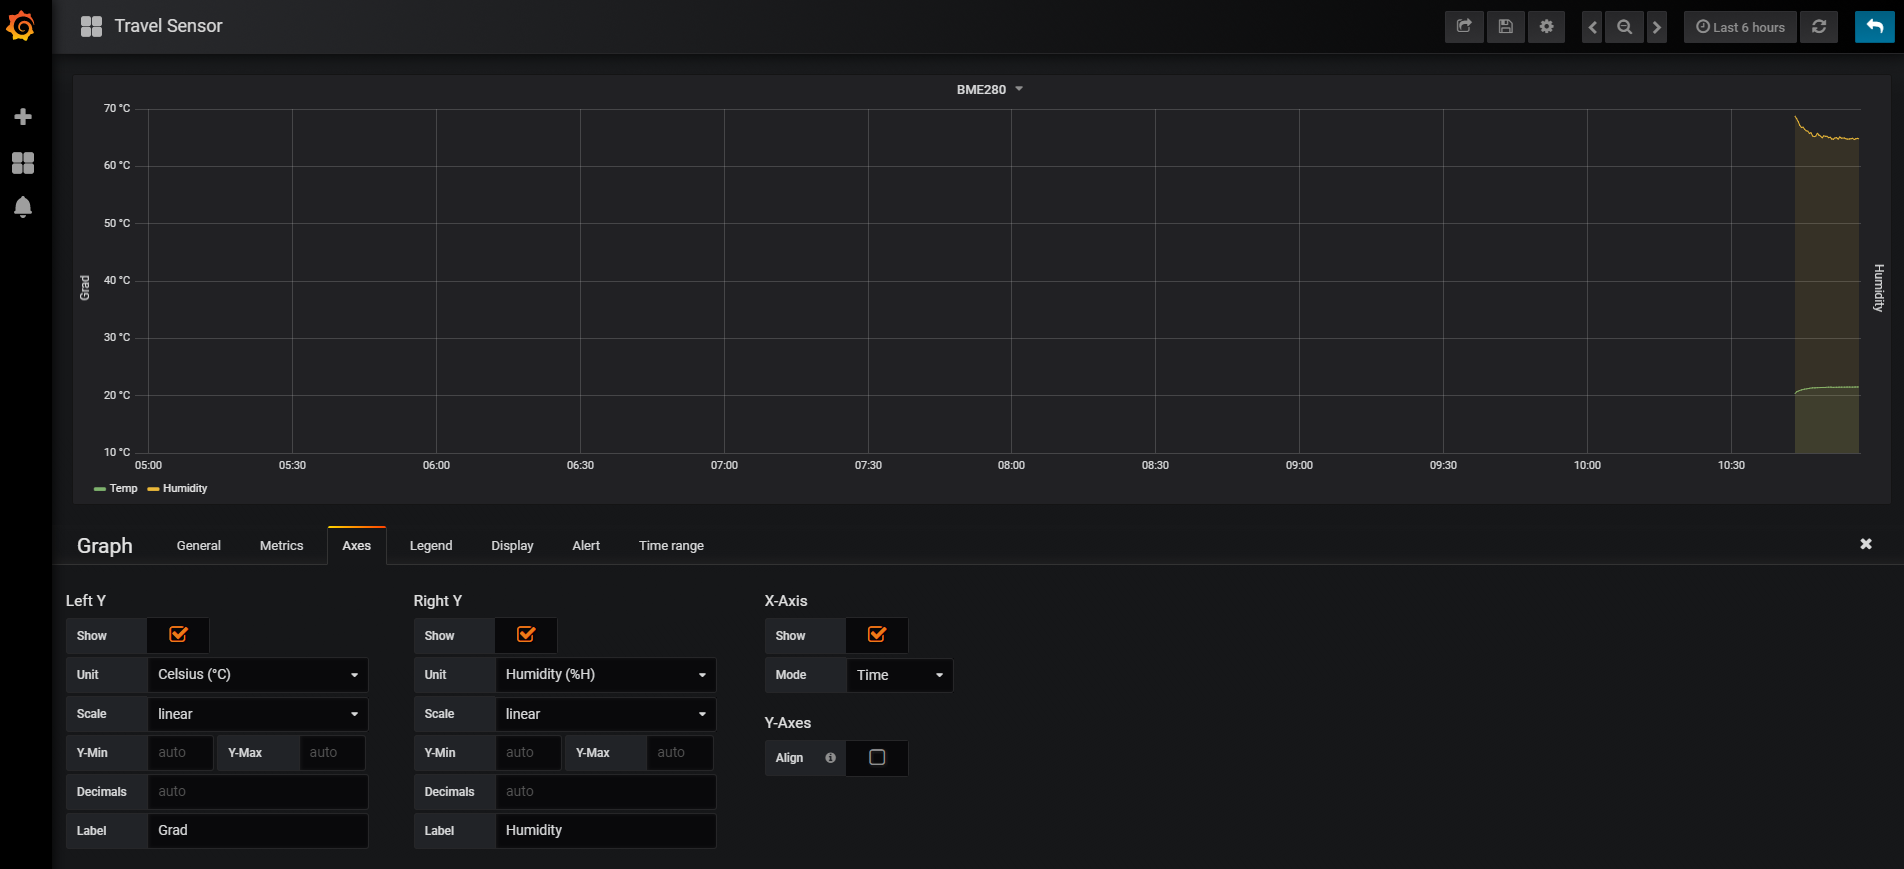 Travel Sensor
Last 6 hours
BME280
70 °C
60 °C
50 °C
40 °C
30 °C
20 °C
10 °C
Grad
Humidity
05:00 05:30 06:00 06:30 07:00 07:30 08:00 08:30 09:00 09:30 10:00 10:30
Temp Humidity
Graph General Metrics Axes Legend Display Alert Time range
Left Y
Show
Unit Celsius (°C)
Scale linear
Y-Min auto Y-Max auto
Decimals auto
Label Grad
Right Y
Show
Unit Humidity (%H)
Scale linear
Y-Min auto Y-Max auto
Decimals auto
Label Humidity
X-Axis
Show
Mode Time
Y-Axes
Align